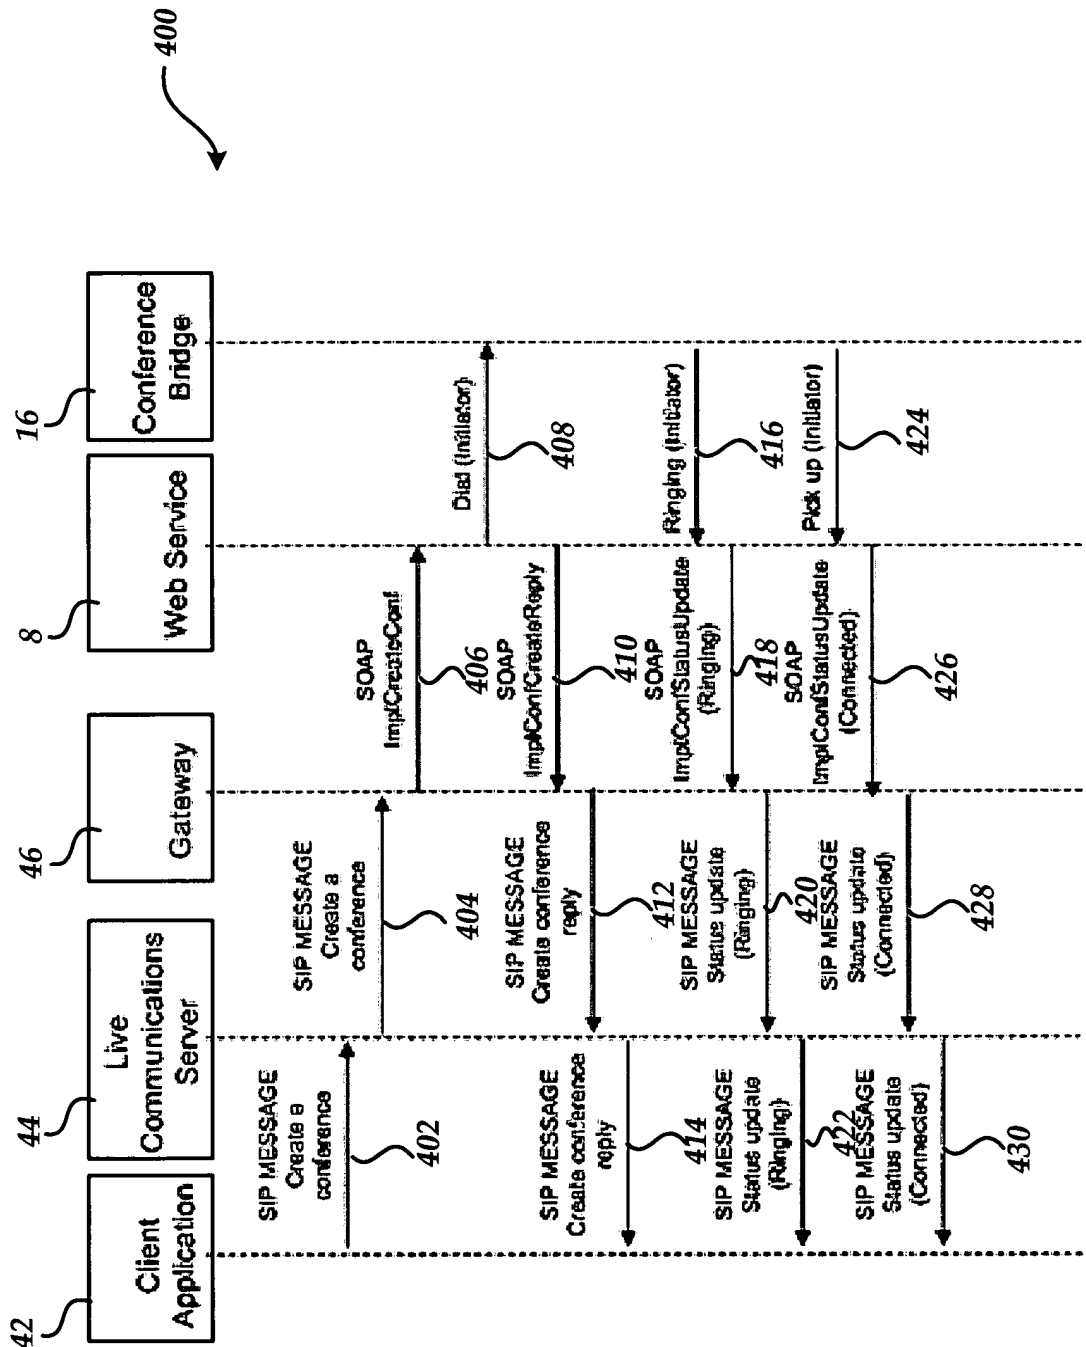 400
42
44
46
8
16
Client
Application
Live
Communications
Server
Gateway
Web Service
Conference
Bridge
SIP MESSAGE
Create a
conference
402
SIP MESSAGE
Create a
conference
404
SOAP
ImplCreateConf
406
Dial (Initiator)
408
SOAP
ImplConfCreateReply
410
SIP MESSAGE
Create conference
reply
412
SIP MESSAGE
Create conference
reply
414
Ringing (Initiator)
416
SOAP
ImplConfStatusUpdate
(Ringing)
418
SIP MESSAGE
Status update
(Ringing)
420
SIP MESSAGE
Status update
(Ringing)
422
Pick up (Initiator)
424
SOAP
ImplConfStatusUpdate
(Connected)
426
SIP MESSAGE
Status update
(Connected)
428
SIP MESSAGE
Status update
(Connected)
430